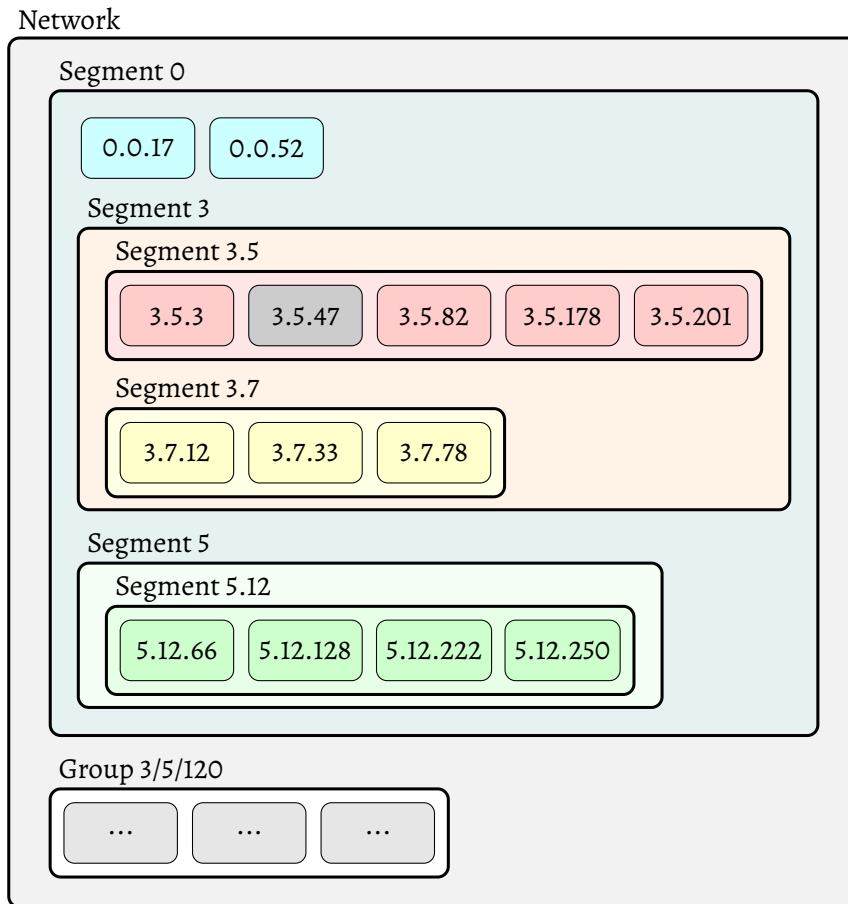 Network
Segment 0
0.0.17 0.0.52
Segment 3
Segment 3.5
3.5.3 3.5.47 3.5.82 3.5.178 3.5.201
Segment 3.7
3.7.12 3.7.33 3.7.78
Segment 5
Segment 5.12
5.12.66 5.12.128 5.12.222 5.12.250
Group 3/5/120
... ... ...